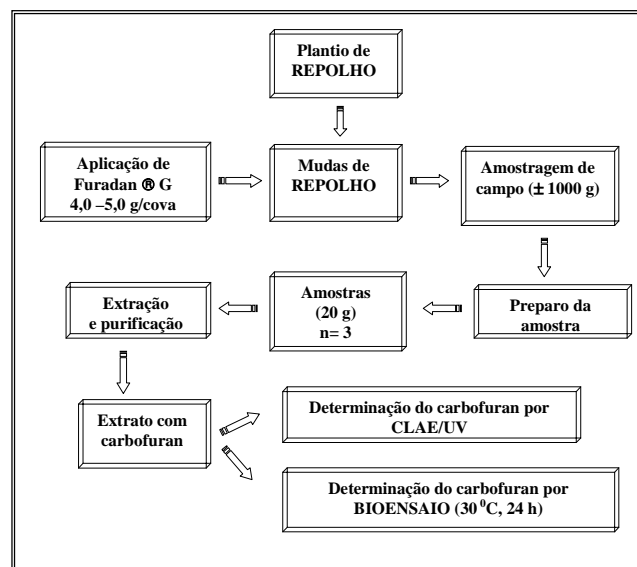 Plantio de
REPOLHO
Aplicação de
Furadan ® G
4,0 –5,0 g/cova
Mudas de
REPOLHO
Amostragem de
campo (± 1000 g)
Extração
e purificação
Amostras
(20 g)
n= 3
Preparo da
amostra
Extrato com
carbofuran
Determinação do carbofuran por
CLAE/UV
Determinação do carbofuran por
BIOENSAIO (30 ⁰C, 24 h)